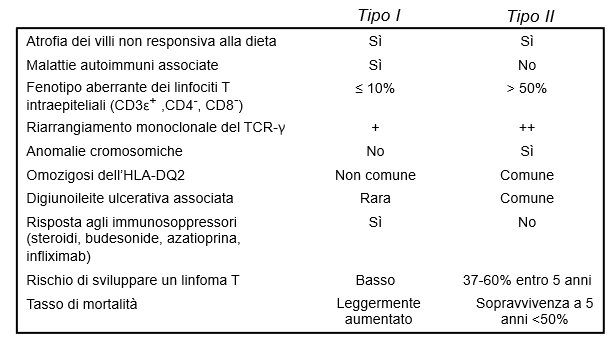 Tipo I Tipo II
Atrofia dei villi non responsiva alla dieta Sì Sì
Malattie autoimmuni associate Sì No
Fenotipo aberrante dei linfociti T ≤ 10% > 50%
intraepiteliali (CD3ε⁺ ,CD4⁻, CD8⁻)
Riarrangiamento monoclonale del TCR-γ + ++
Anomalie cromosomiche No Sì
Omozigosi dell'HLA-DQ2 Non comune Comune
Digiunoileite ulcerativa associata Rara Comune
Risposta agli immunosoppressori Sì No
(steroidi, budesonide, azatioprina,
infliximab)
Rischio di sviluppare un linfoma T Basso 37-60% entro 5 anni
Tasso di mortalità Leggermente Sopravvivenza a 5
aumentato anni <50%